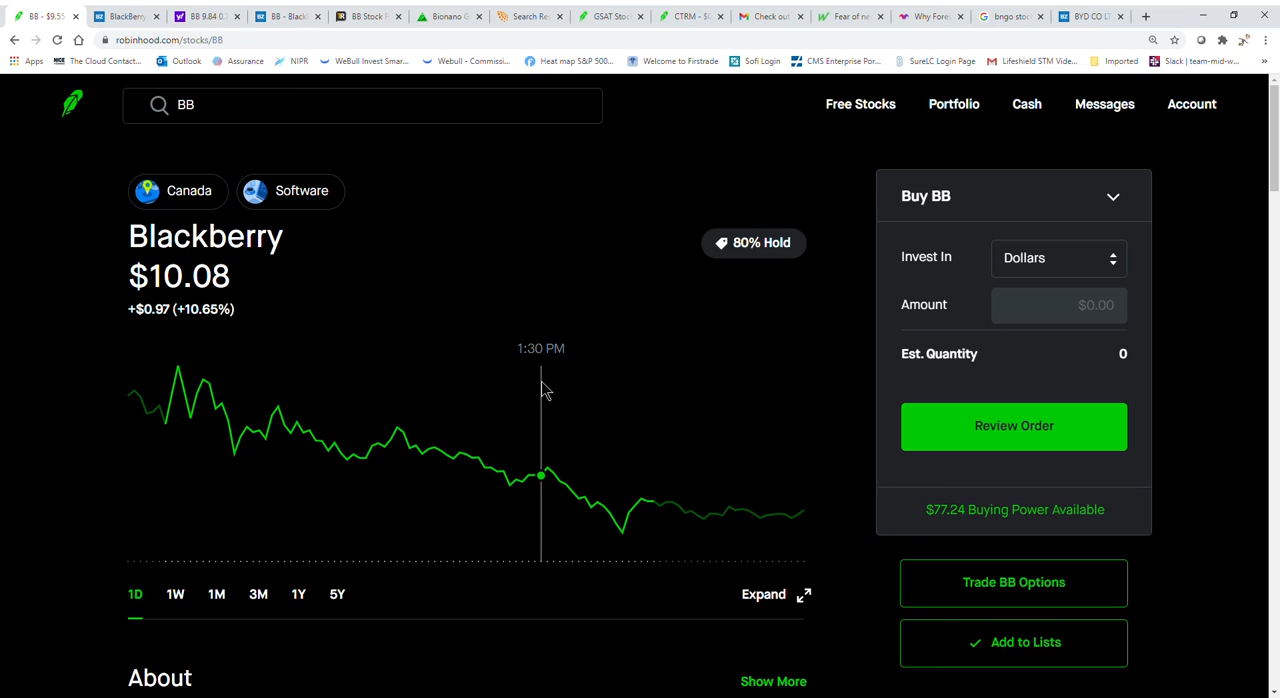 BB - $9.55
BlackBerry
BB 9.84 0.7
BB - Black
BB Stock F
Bionano G
Search Re
GSAT Stoc
CTRM - $0
Check out
Fear of ne
Why Fore
bngo stoc
BYD CO LT
robinhood.com/stocks/BB
Apps
The Cloud Contact...
Outlook
Assurance
NIPR
WeBull Invest Smar...
Webull - Commissi...
Heat map S&P 500...
Welcome to Firstrade
Sofi Login
CMS Enterprise Por...
SureLC Login Page
Lifeshield STM Vide...
Imported
Slack | team-mid-w...
»
BB
Free Stocks
Portfolio
Cash
Messages
Account
Canada
Software
Blackberry
$10.08
+$0.97 (+10.65%)
80% Hold
1:30 PM
1D
1W
1M
3M
1Y
5Y
Expand
About
Show More
Buy BB
Invest In
Dollars
Amount
$0.00
Est. Quantity
0
Review Order
$77.24 Buying Power Available
Trade BB Options
Add to Lists